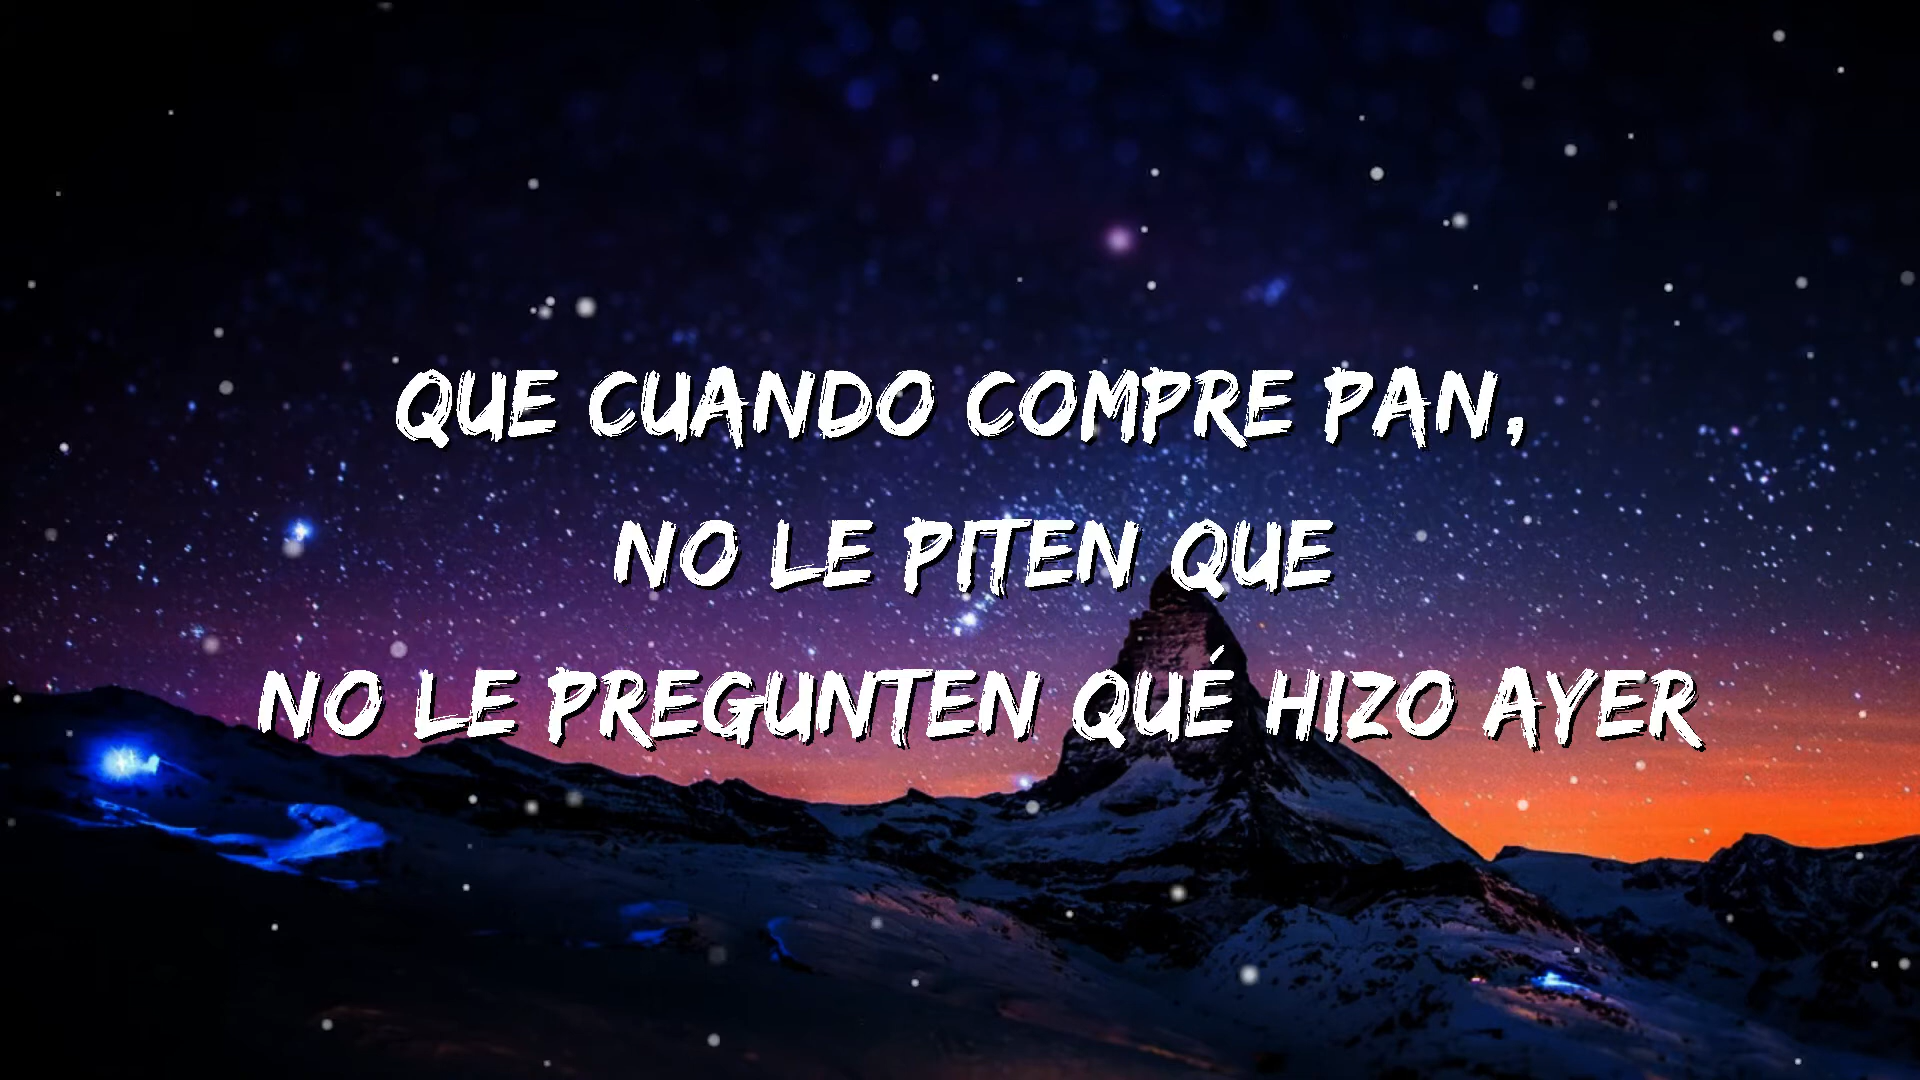 QUE CUANDO COMPRE PAN,
NO LE PITEN QUE
NO LE PREGUNTEN QUÉ HIZO AYER